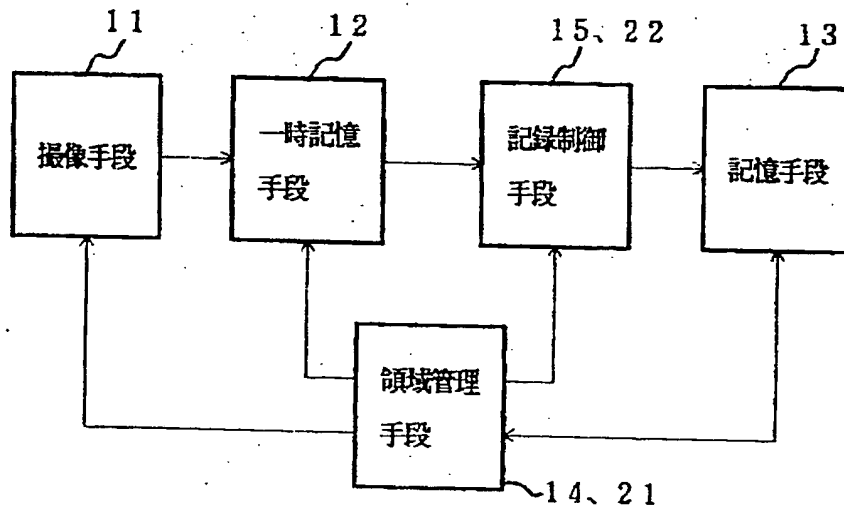 11
12
15、22
13
撮像手段
一時記憶
手段
記録制御
手段
記憶手段
領域管理
手段
14、21